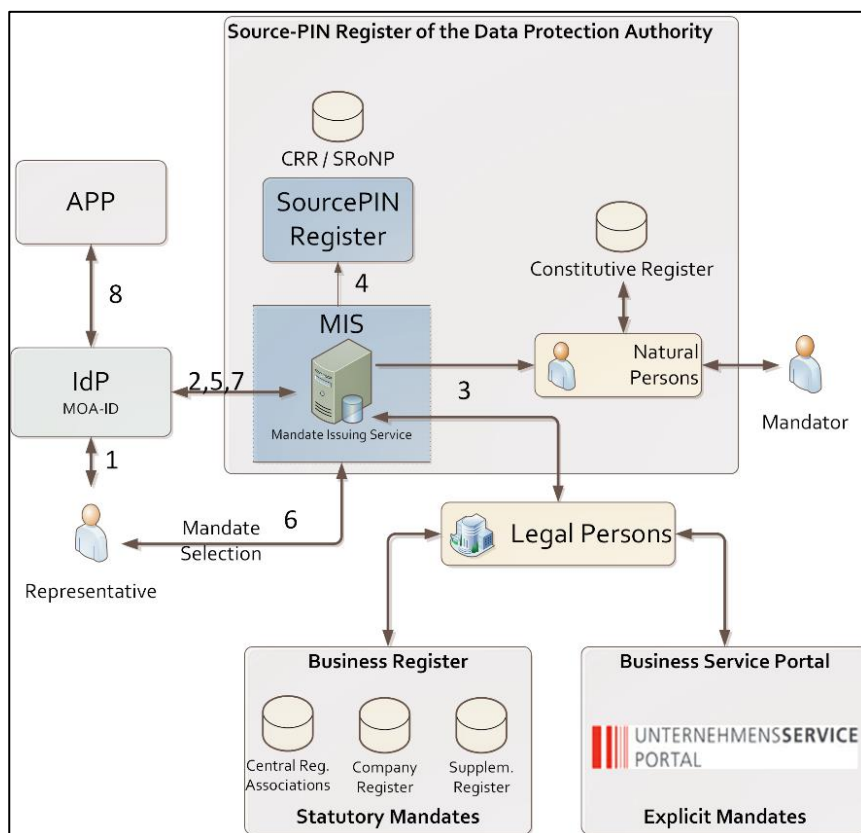 Source-PIN Register of the Data Protection Authority
CRR / SRoNP
SourcePIN
Register
APP
Constitutive Register
8
4
MIS
IdP
MOA-ID
2,5,7
3
Natural
Persons
Mandate Issuing Service
Mandator
1
6
Mandate
Selection
Legal Persons
Representative
Business Register
Central Reg.
Associations
Company
Register
Supplem.
Register
Statutory Mandates
Business Service Portal
UNTERNEHMENSSERVICE
PORTAL
Explicit Mandates